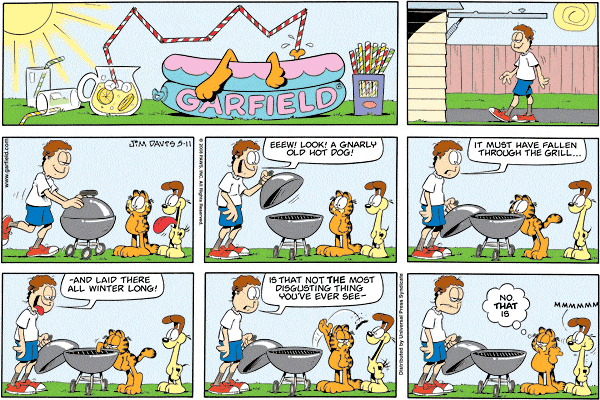 GARFIELD®
www.garfield.com
JIM DAVIS 5-11
© 2008 PAWS, INC. All Rights Reserved.
EEEW! LOOK! A GNARLY
OLD HOT DOG!
IT MUST HAVE FALLEN
THROUGH THE GRILL...
-AND LAID THERE
ALL WINTER LONG!
IS THAT NOT THE MOST
DISGUSTING THING
YOU'VE EVER SEE-
Distributed by Universal Press Syndicate
NO.
THAT
IS
MMMMMMM